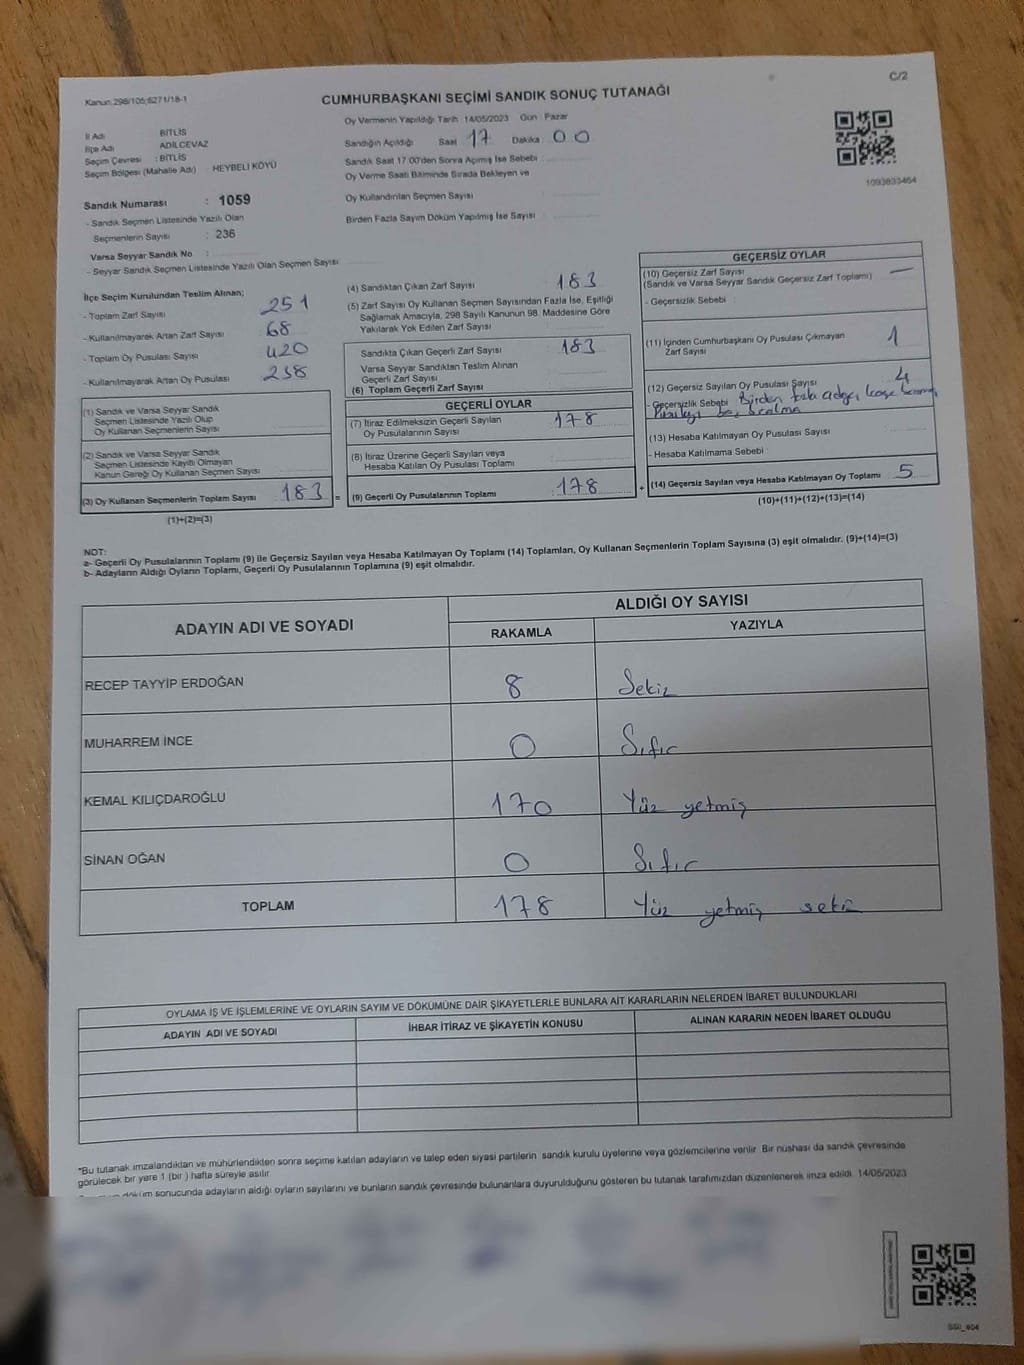 Kanun:298/105;6271/18-1
C/2
CUMHURBAŞKANI SEÇİMİ SANDIK SONUÇ TUTANAĞI
İl Adı BİTLİS
İlçe Adı ADİLCEVAZ
Seçim Çevresi : BİTLİS
Seçim Bölgesi (Mahalle Adı) HEYBELİ KÖYÜ
Sandık Numarası : 1059
- Sandık Seçmen Listesinde Yazılı Olan
Seçmenlerin Sayısı : 236
Varsa Seyyar Sandık No :
- Seyyar Sandık Seçmen Listesinde Yazılı Olan Seçmen Sayısı
Oy Vermenin Yapıldığı Tarih 14/05/2023 Gün : Pazar
Sandığın Açıldığı Saat 17 Dakika : 00
Sandık Saat 17:00'den Sonra Açımış İse Sebebi :
Oy Verme Saati Bitiminde Sırada Bekleyen ve
Oy Kullandırılan Seçmen Sayısı
Birden Fazla Sayım Döküm Yapılmış İse Sayısı :
1093833464
İlçe Seçim Kurulundan Teslim Alınan;
- Toplam Zarf Sayısı 251
- Kullanılmayarak Artan Zarf Sayısı 68
- Toplam Oy Pusulası Sayısı 420
- Kullanılmayarak Artan Oy Pusulası 238
(1) Sandık ve Varsa Seyyar Sandık
Seçmen Listesinde Yazılı Olup
Oy Kullanan Seçmenlerin Sayısı
(2) Sandık ve Varsa Seyyar Sandık
Seçmen Listesinde Kayıtlı Olmayan
Kanun Gereği Oy Kullanan Seçmen Sayısı
(3) Oy Kullanan Seçmenlerin Toplam Sayısı 183 =
(1)+(2)=(3)
(4) Sandıktan Çıkan Zarf Sayısı 183
(5) Zarf Sayısı Oy Kullanan Seçmen Sayısından Fazla İse, Eşitliği
Sağlamak Amacıyla, 298 Sayılı Kanunun 98. Maddesine Göre
Yakılarak Yok Edilen Zarf Sayısı
Sandıkta Çıkan Geçerli Zarf Sayısı 183
Varsa Seyyar Sandıktan Teslim Alınan
Geçerli Zarf Sayısı
(6) Toplam Geçerli Zarf Sayısı
GEÇERLİ OYLAR
(7) İtiraz Edilmeksizin Geçerli Sayılan
Oy Pusulalarının Sayısı 178
(8) İtiraz Üzerine Geçerli Sayılan veya
Hesaba Katılan Oy Pusulası Toplamı
(9) Geçerli Oy Pusulalarının Toplamı 178 +
GEÇERSİZ OYLAR
(10) Geçersiz Zarf Sayısı
(Sandık ve Varsa Seyyar Sandık Geçersiz Zarf Toplamı) —
- Geçersizlik Sebebi :
(11) İçinden Cumhurbaşkanı Oy Pusulası Çıkmayan
Zarf Sayısı 1
(12) Geçersiz Sayılan Oy Pusulası Sayısı 4
- Geçersizlik Sebebi Birden fazla adaya kaşe
(13) Hesaba Katılmayan Oy Pusulası Sayısı
- Hesaba Katılmama Sebebi :
(14) Geçersiz Sayılan veya Hesaba Katılmayan Oy Toplamı 5
(10)+(11)+(12)+(13)=(14)
NOT:
a- Geçerli Oy Pusulalarının Toplamı (9) ile Geçersiz Sayılan veya Hesaba Katılmayan Oy Toplamı (14) Toplamları, Oy Kullanan Seçmenlerin Toplam Sayısına (3) eşit olmalıdır. (9)+(14)=(3)
b- Adayların Aldığı Oyların Toplamı, Geçerli Oy Pusulalarının Toplamına (9) eşit olmalıdır.
ADAYIN ADI VE SOYADI
ALDIĞI OY SAYISI
RAKAMLA YAZIYLA
RECEP TAYYİP ERDOĞAN 8 Sekiz
MUHARREM İNCE 0 Sıfır
KEMAL KILIÇDAROĞLU 170 Yüz yetmiş
SİNAN OĞAN 0 Sıfır
TOPLAM 178 Yüz yetmiş sekiz
OYLAMA İŞ VE İŞLEMLERİNE VE OYLARIN SAYIM VE DÖKÜMÜNE DAİR ŞİKAYETLERLE BUNLARA AİT KARARLARIN NELERDEN İBARET BULUNDUKLARI
ADAYIN ADI VE SOYADI İHBAR İTİRAZ VE ŞİKAYETİN KONUSU ALINAN KARARIN NEDEN İBARET OLDUĞU
"Bu tutanak imzalandıktan ve mühürlendikten sonra seçime katılan adayların ve talep eden siyasi partilerin sandık kurulu üyelerine veya gözlemcilerine verilir. Bir nüshası da sandık çevresinde
görülecek bir yere 1 (bir) hafta süreyle asılır.
döküm sonucunda adayların aldığı oyların sayılarını ve bunların sandık çevresinde bulunanlara duyurulduğunu gösteren bu tutanak tarafımızdan düzenlenerek imza edildi. 14/05/2023